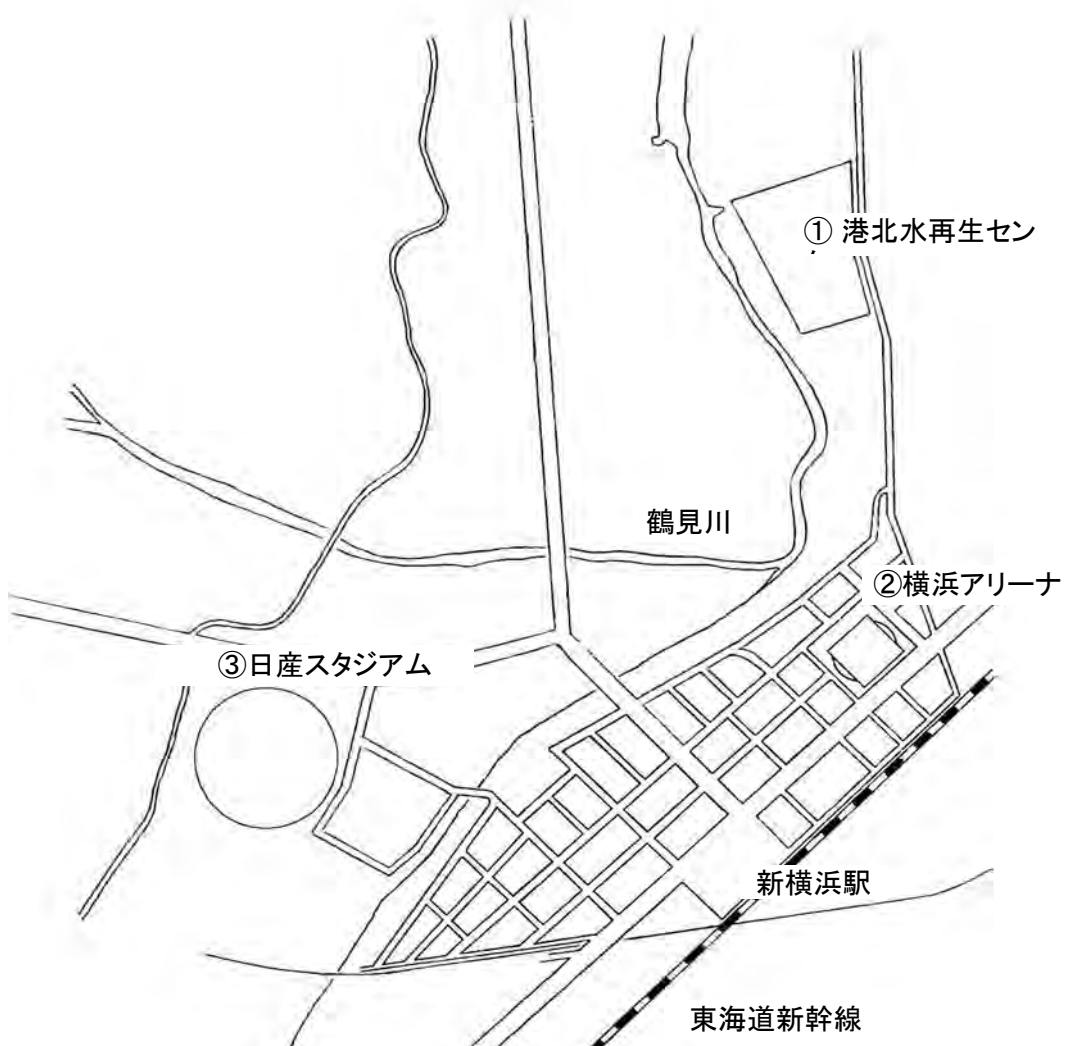 ① 港北水再生セン
鶴見川
②横浜アリーナ
③日産スタジアム
新横浜駅
東海道新幹線